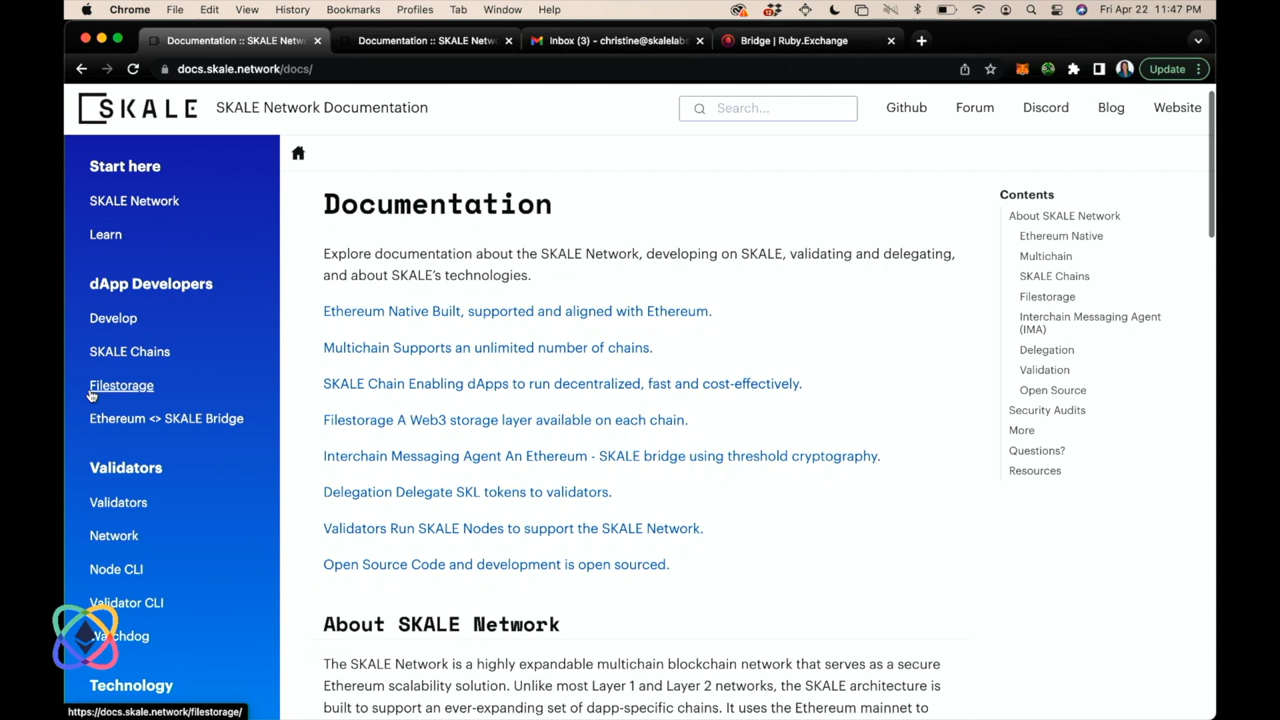 Chrome File Edit View History Bookmarks Profiles Tab Window Help Fri Apr 22 11:47 PM
Documentation :: SKALE Netw Documentation :: SKALE Netw Inbox (3) - christine@skalelab Bridge | Ruby.Exchange
docs.skale.network/docs/ Update
SKALE SKALE Network Documentation Search... Github Forum Discord Blog Website
Start here
SKALE Network
Learn
dApp Developers
Develop
SKALE Chains
Filestorage
Ethereum <> SKALE Bridge
Validators
Validators
Network
Node CLI
Validator CLI
Watchdog
Technology
https://docs.skale.network/filestorage/
Documentation
Explore documentation about the SKALE Network, developing on SKALE, validating and delegating,
and about SKALE's technologies.
Ethereum Native Built, supported and aligned with Ethereum.
Multichain Supports an unlimited number of chains.
SKALE Chain Enabling dApps to run decentralized, fast and cost-effectively.
Filestorage A Web3 storage layer available on each chain.
Interchain Messaging Agent An Ethereum - SKALE bridge using threshold cryptography.
Delegation Delegate SKL tokens to validators.
Validators Run SKALE Nodes to support the SKALE Network.
Open Source Code and development is open sourced.
About SKALE Network
The SKALE Network is a highly expandable multichain blockchain network that serves as a secure
Ethereum scalability solution. Unlike most Layer 1 and Layer 2 networks, the SKALE architecture is
built to support an ever-expanding set of dapp-specific chains. It uses the Ethereum mainnet to
Contents
About SKALE Network
Ethereum Native
Multichain
SKALE Chains
Filestorage
Interchain Messaging Agent
(IMA)
Delegation
Validation
Open Source
Security Audits
More
Questions?
Resources